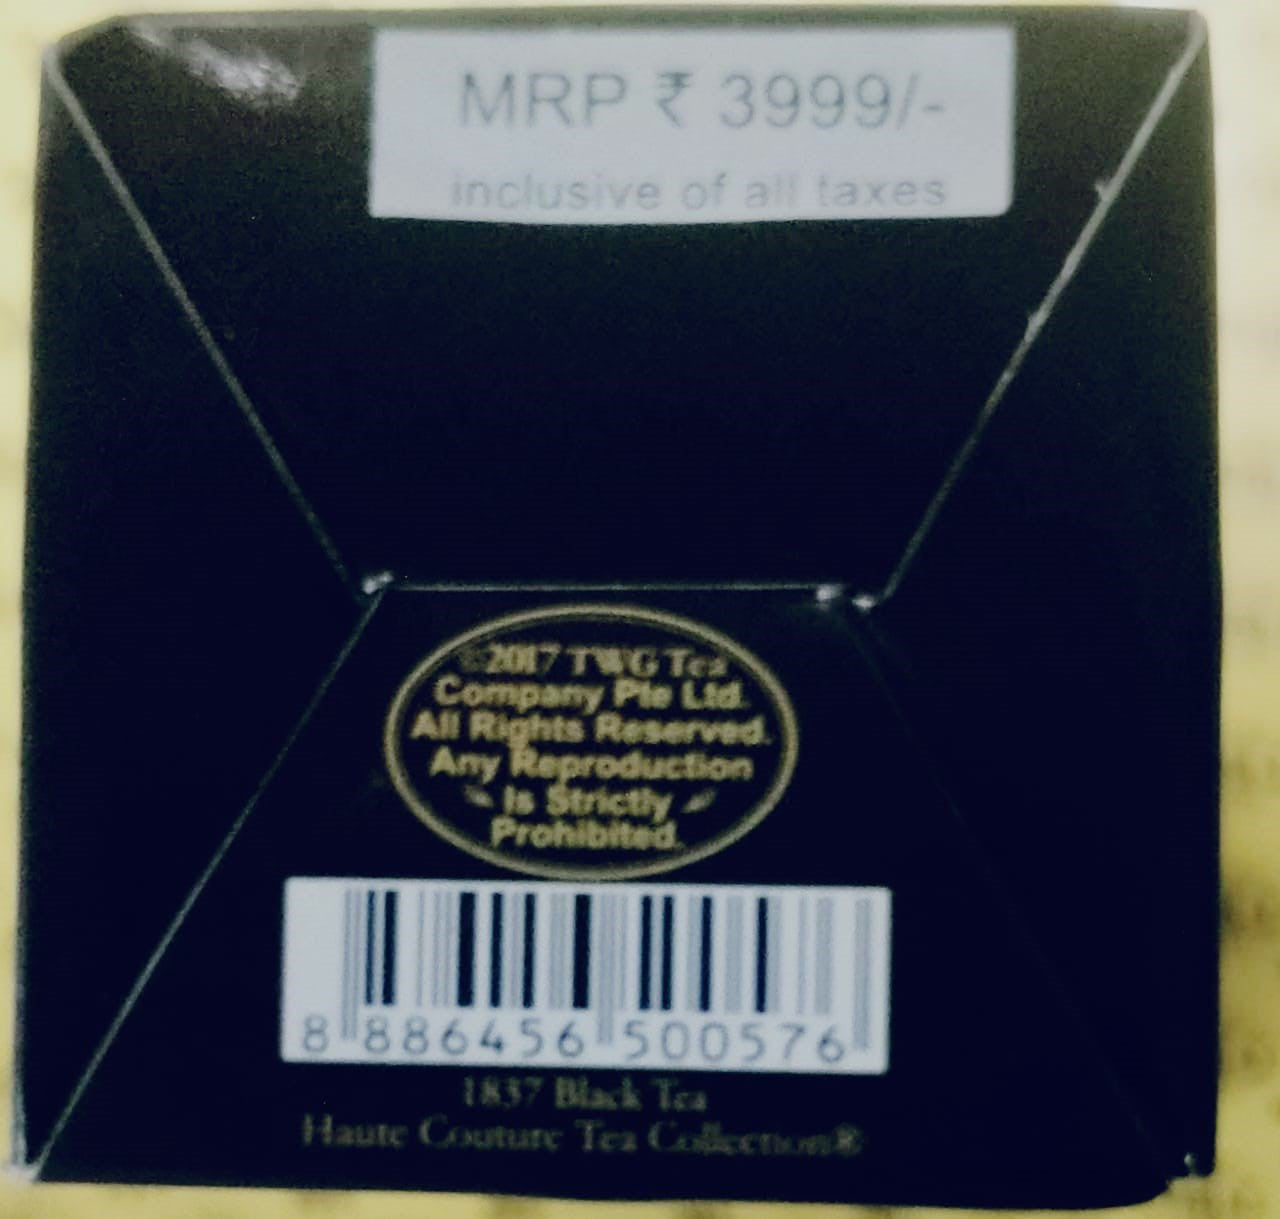 MRP ₹ 3999/-
inclusive of all taxes
©2017 TWG Tea
Company Pte Ltd.
All Rights Reserved.
Any Reproduction
Is Strictly
Prohibited.
8 886456 500576
1837 Black Tea
Haute Couture Tea Collection®